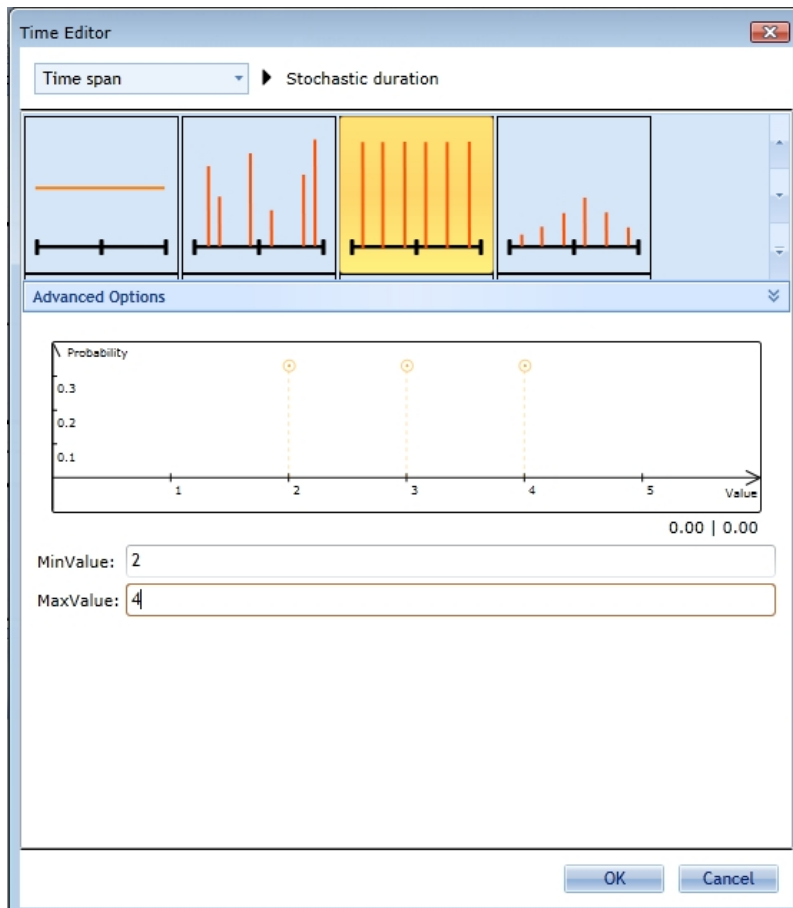 Time Editor
Time span
Stochastic duration
Advanced Options
Probability
0.3
0.2
0.1
1 2 3 4 5
Value
0.00 | 0.00
MinValue: 2
MaxValue: 4
OK Cancel